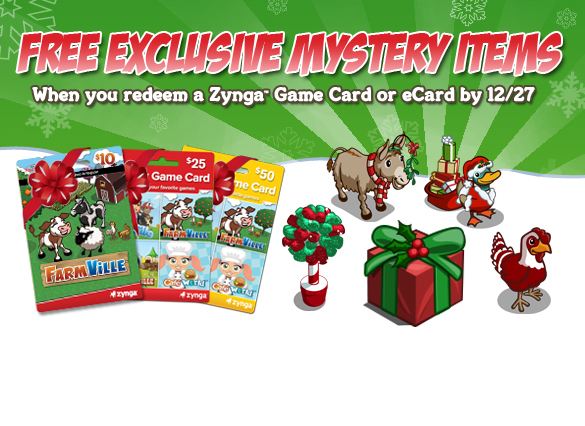 FREE EXCLUSIVE MYSTERY ITEMS
When you redeem a Zynga™ Game Card or eCard by 12/27
$10
FARMVILLE
zynga
$25
Game Card
your favorite games
FARMVILLE
zynga
$50
Game Card
FARMVILLE
zynga